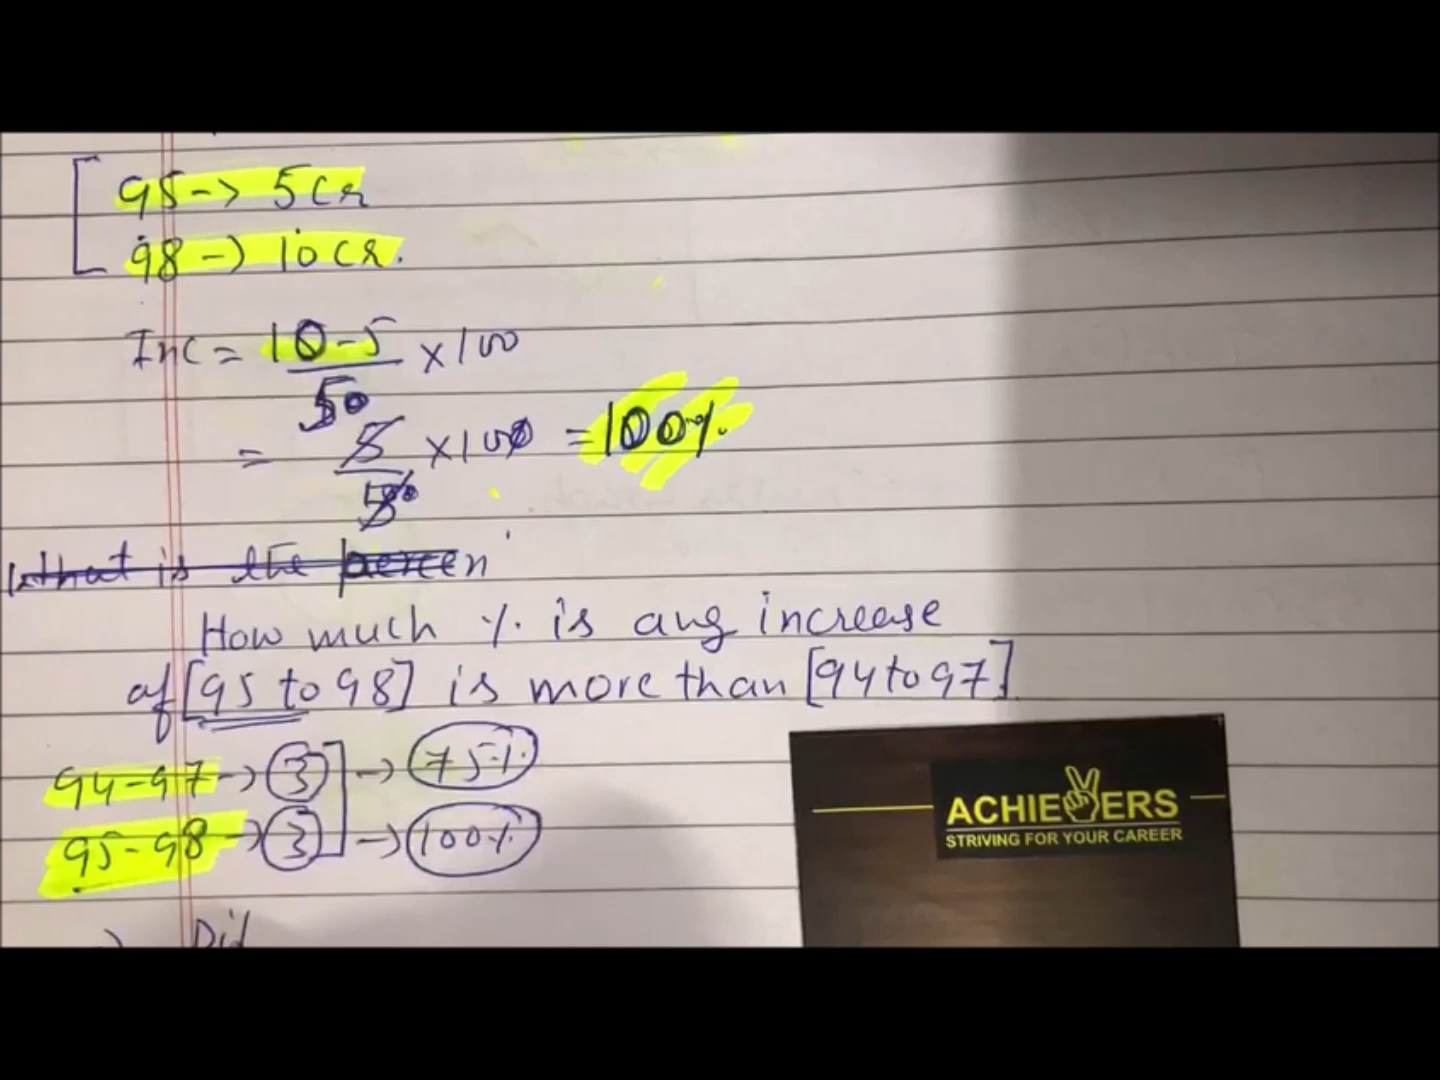 95 -> 5 Cr
98 -> 10 Cr.
Inc = 10-5 × 100
5
= 5 × 100 = 100%
5
What is the percen
How much % is avg increase
of [95 to 98] is more than [94 to 97]
94-97 -> 3 -> 75%
95-98 -> 3 -> 100%
Did
ACHIEVERS
STRIVING FOR YOUR CAREER